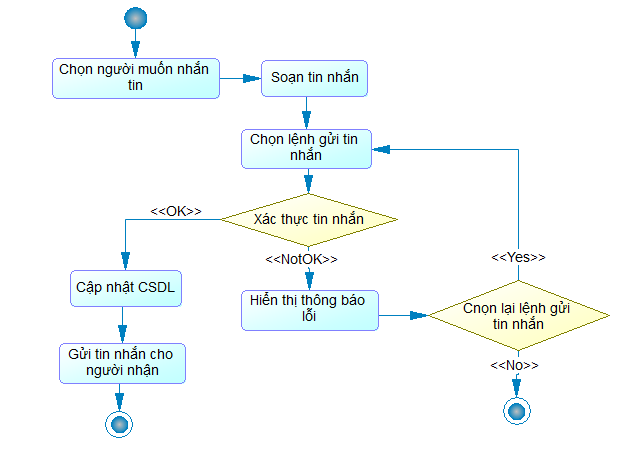 Chọn người muốn nhắn
tin
Soạn tin nhắn
Chọn lệnh gửi tin
nhắn
<<OK>>
Xác thực tin nhắn
<<NotOK>>
<<Yes>>
Cập nhật CSDL
Hiển thị thông báo
lỗi
Cnọn lại lệnh gửi
tin nhắn
Gửi tin nhắn cho
người nhận
<<No>>